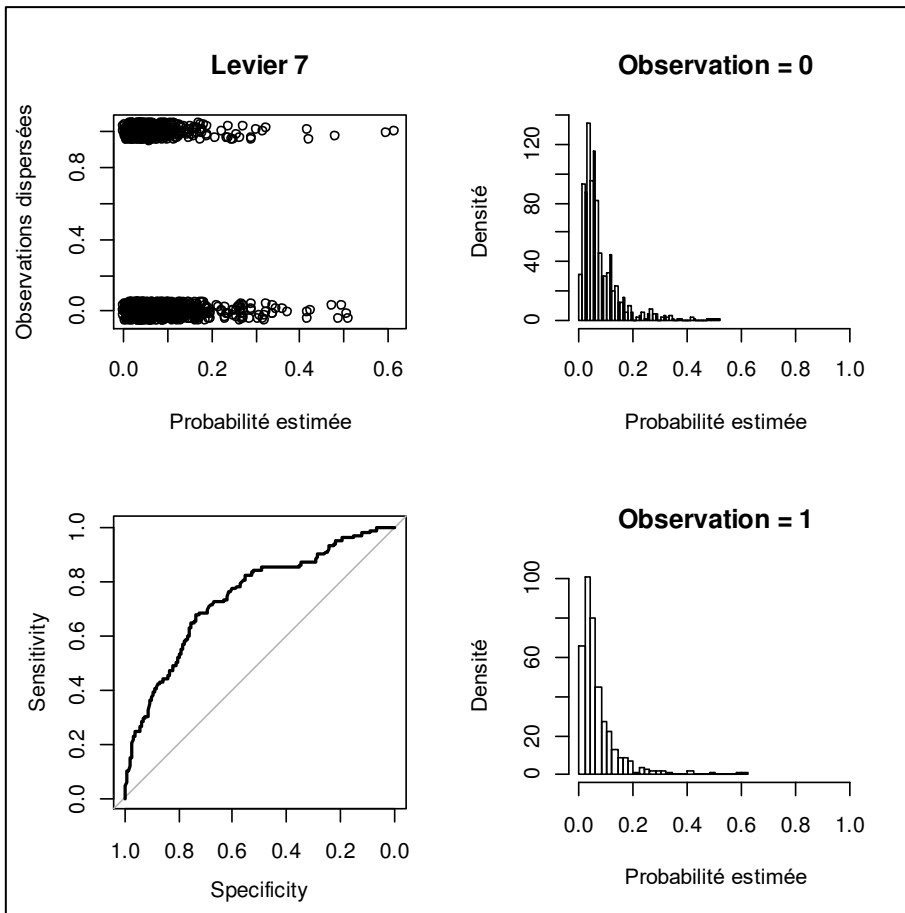 Levier 7
Observations dispersées
0.0 0.4 0.8
0.0 0.2 0.4 0.6
Probabilité estimée
Observation = 0
Densité
0 40 80 120
0.0 0.2 0.4 0.6 0.8 1.0
Probabilité estimée
Sensitivity
0.0 0.2 0.4 0.6 0.8 1.0
1.0 0.8 0.6 0.4 0.2 0.0
Specificity
Observation = 1
Densité
0 20 60 100
0.0 0.2 0.4 0.6 0.8 1.0
Probabilité estimée